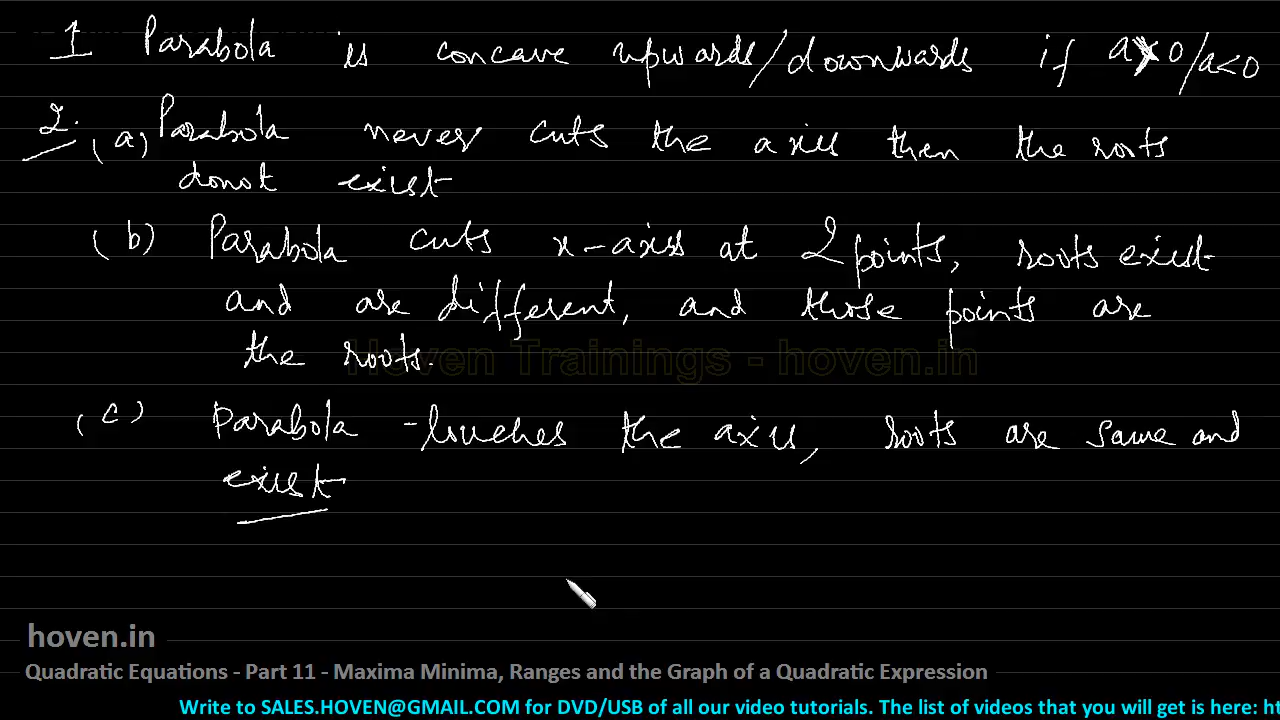 1 Parabola is concave upwards/downwards if a>0/a<0
2. (a) Parabola never cuts the axis then the roots
donot exist
(b) Parabola cuts x-axis at 2 points, roots exist
and are different, and those points are
the roots.
Hoven Trainings - hoven.in
(c) Parabola touches the axis, roots are same and
exist
hoven.in
Quadratic Equations - Part 11 - Maxima Minima, Ranges and the Graph of a Quadratic Expression
Write to SALES.HOVEN@GMAIL.COM for DVD/USB of all our video tutorials. The list of videos that you will get is here: ht